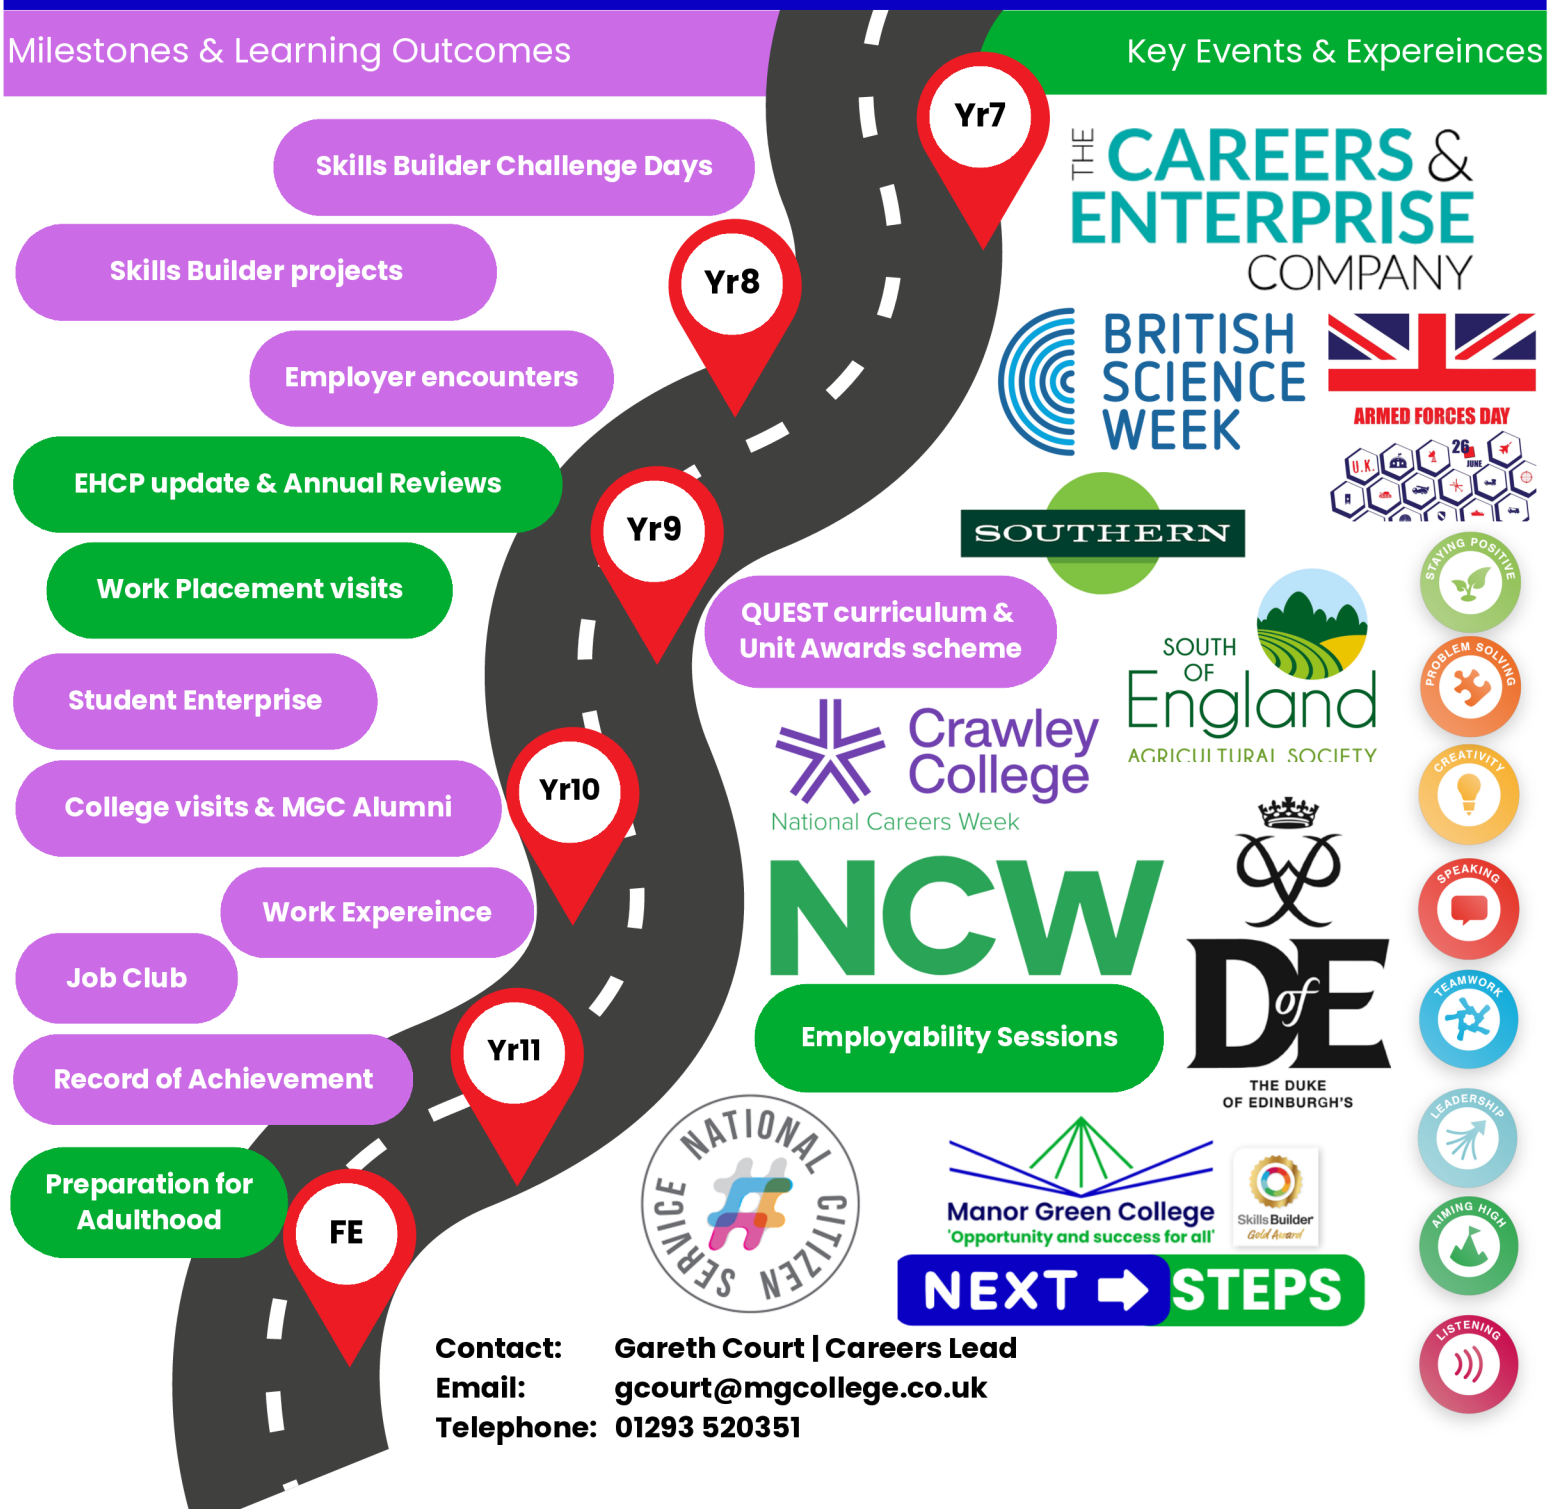 Milestones & Learning Outcomes
Key Events & Expereinces
Yr7
THE CAREERS &
ENTERPRISE
COMPANY
Skills Builder Challenge Days
Skills Builder projects
Yr8
Employer encounters
BRITISH
SCIENCE
WEEK
ARMED FORCES DAY
26
JUNE
U.K.
EHCP update & Annual Reviews
Yr9
SOUTHERN
Work Placement visits
QUEST curriculum &
Unit Awards scheme
SOUTH
OF
England
AGRICULTURAL SOCIETY
STAYING POSITIVE
PROBLEM SOLVING
CREATIVITY
SPEAKING
TEAMWORK
LEADERSHIP
AIMING HIGH
LISTENING
Student Enterprise
Crawley
College
College visits & MGC Alumni
Yr10
National Careers Week
NCW
Work Expereince
Job Club
DofE
THE DUKE
OF EDINBURGH'S
Employability Sessions
Yr11
Record of Achievement
Preparation for
Adulthood
FE
NATIONAL CITIZEN SERVICE
Manor Green College
'Opportunity and success for all'
Skills Builder
Gold Award
NEXT STEPS
Contact: Gareth Court | Careers Lead
Email: gcourt@mgcollege.co.uk
Telephone: 01293 520351